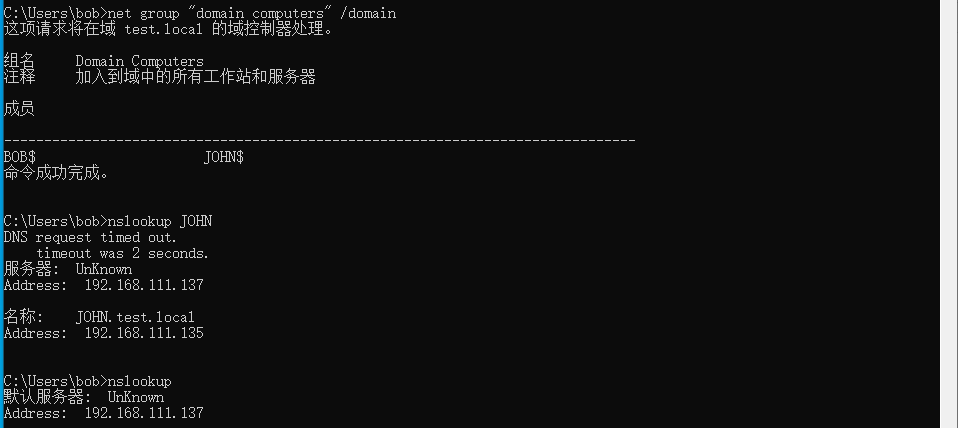 C:\Users\bob>net group "domain computers" /domain
这项请求将在域 test.local 的域控制器处理。
组名     Domain Computers
注释     加入到域中的所有工作站和服务器
成员
-------------------------------------------------------------------------------
BOB$                     JOHN$
命令成功完成。
C:\Users\bob>nslookup JOHN
DNS request timed out.
    timeout was 2 seconds.
服务器:  UnKnown
Address:  192.168.111.137
名称:    JOHN.test.local
Address:  192.168.111.135
C:\Users\bob>nslookup
默认服务器:  UnKnown
Address:  192.168.111.137